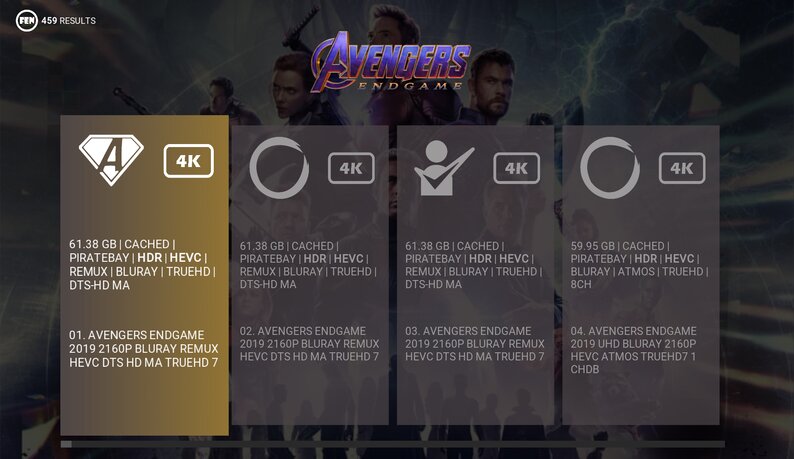 FEN 459 RESULTS
AVENGERS
ENDGAME
A 4K
61.38 GB | CACHED |
PIRATEBAY | HDR | HEVC |
REMUX | BLURAY | TRUEHD |
DTS-HD MA
01. AVENGERS ENDGAME
2019 2160P BLURAY REMUX
HEVC DTS HD MA TRUEHD 7
4K
61.38 GB | CACHED |
PIRATEBAY | HDR | HEVC |
REMUX | BLURAY | TRUEHD |
DTS-HD MA
02. AVENGERS ENDGAME
2019 2160P BLURAY REMUX
HEVC DTS HD MA TRUEHD 7
4K
61.38 GB | CACHED |
PIRATEBAY | HDR | HEVC |
REMUX | BLURAY | TRUEHD |
DTS-HD MA
03. AVENGERS ENDGAME
2019 2160P BLURAY REMUX
HEVC DTS HD MA TRUEHD 7
4K
59.95 GB | CACHED |
PIRATEBAY | HDR | HEVC |
BLURAY | ATMOS | TRUEHD |
8CH
04. AVENGERS ENDGAME
2019 UHD BLURAY 2160P
HEVC ATMOS TRUEHD7 1
CHDB